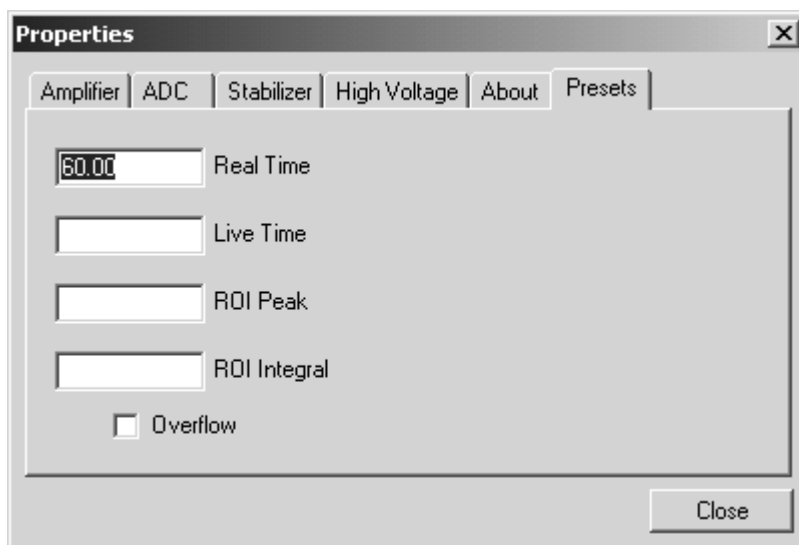 Properties
Amplifier ADC Stabilizer High Voltage About Presets
60.00 Real Time
Live Time
ROI Peak
ROI Integral
Overflow
Close